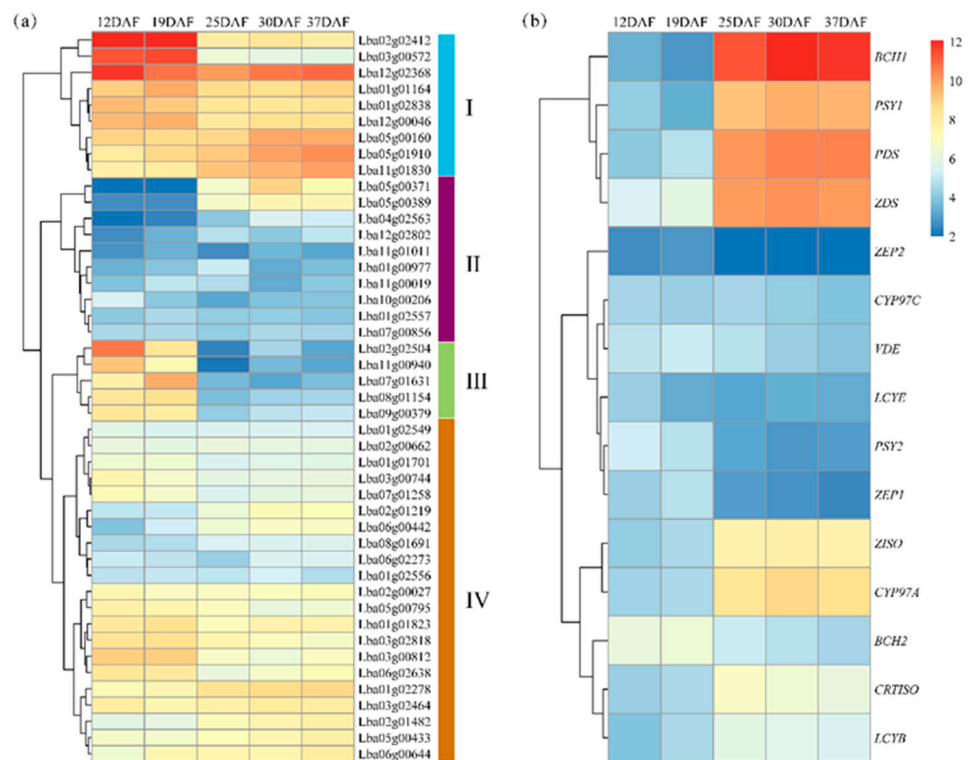 (a)
12DAF 19DAF 25DAF 30DAF 37DAF
Lba02g02412
Lba03g00572
Lba12g02368
Lba01g01164
Lba01g02838
Lba12g00046
Lba05g00160
Lba05g01910
Lba11g01830
I
Lba05g00371
Lba05g00389
Lba04g02563
Lba12g02802
Lba11g01011
Lba01g00977
Lba11g00019
Lba10g00206
Lba01g02557
Lba07g00856
II
Lba02g02504
Lba11g00940
Lba07g01631
Lba08g01154
Lba09g00379
III
Lba01g02549
Lba02g00662
Lba01g01701
Lba03g00744
Lba07g01258
Lba02g01219
Lba06g00442
Lba08g01691
Lba06g02273
Lba01g02556
Lba02g00027
Lba05g00795
Lba01g01823
Lba03g02818
Lba03g00812
Lba06g02638
Lba01g02278
Lba03g02464
Lba02g01482
Lba05g00433
Lba06g00644
IV
(b)
12DAF 19DAF 25DAF 30DAF 37DAF
BCH1
PSY1
PDS
ZDS
ZEP2
CYP97C
VDE
LCYE
PSY2
ZEP1
ZISO
CYP97A
BCH2
CRTISO
LCYB
12
10
8
6
4
2